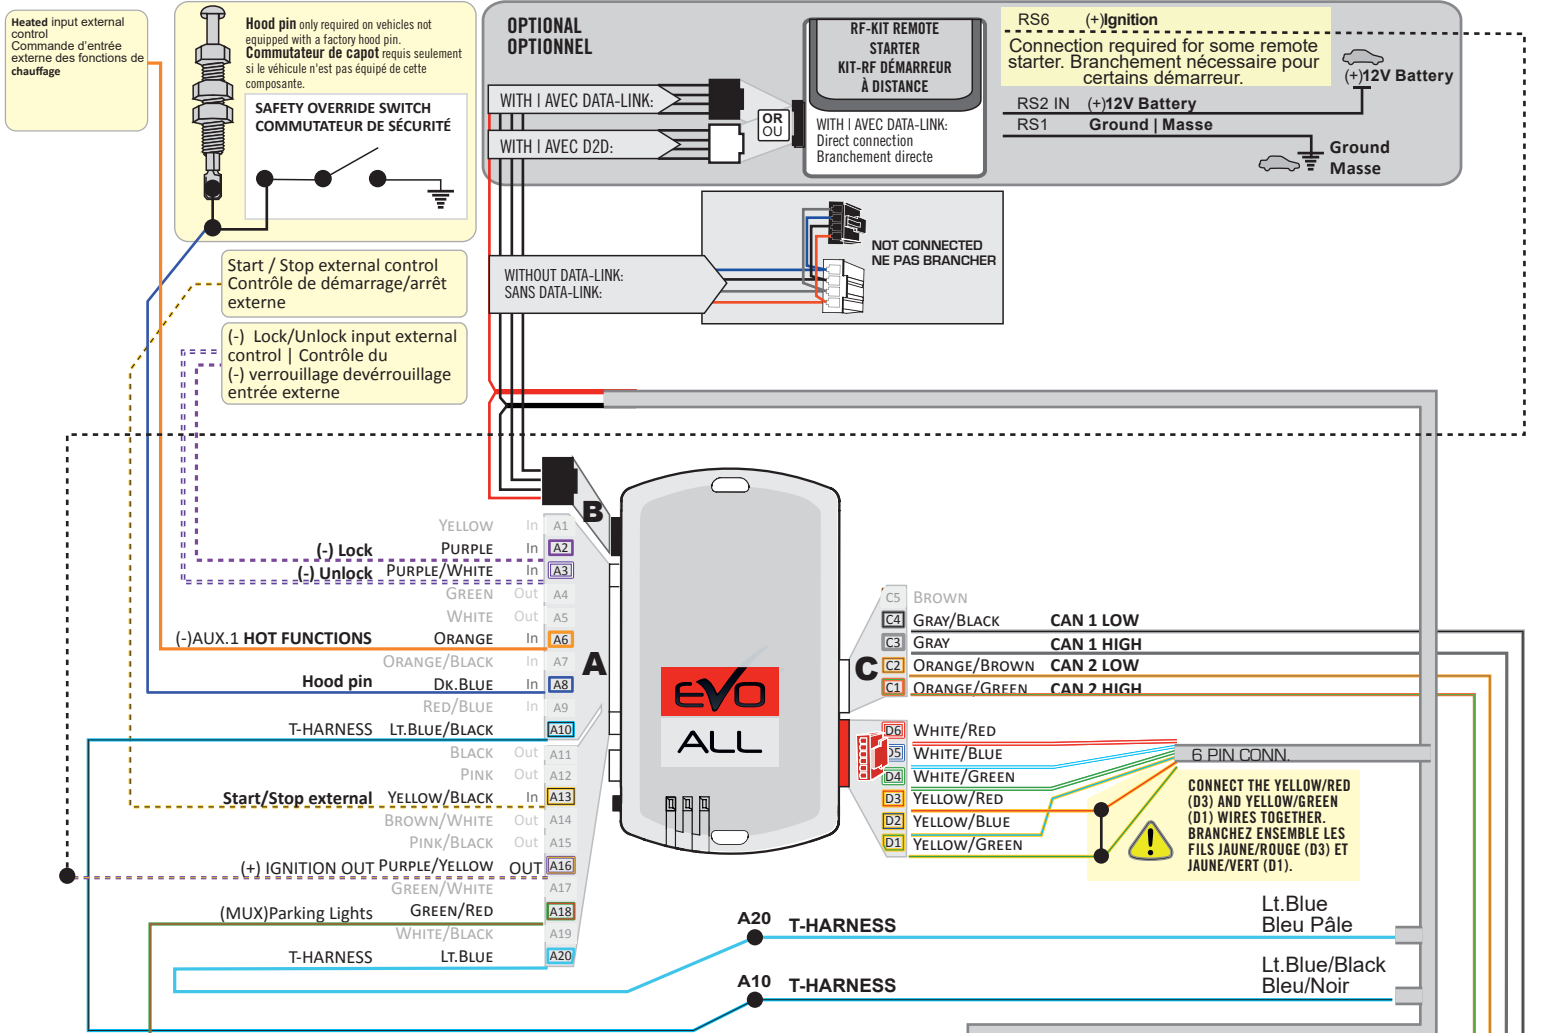 Heated input external
control
Commande d'entrée
externe des fonctions de
chauffage
Hood pin only required on vehicles not
equipped with a factory hood pin.
Commutateur de capot requis seulement
si le véhicule n'est pas équipé de cette
composante.
SAFETY OVERRIDE SWITCH
COMMUTATEUR DE SÉCURITÉ
OPTIONAL
OPTIONNEL
WITH | AVEC DATA-LINK:
WITH | AVEC D2D:
OR
OU
RF-KIT REMOTE
STARTER
KIT-RF DÉMARREUR
À DISTANCE
WITH | AVEC DATA-LINK:
Direct connection
Branchement directe
RS6 (+)Ignition
Connection required for some remote
starter. Branchement nécessaire pour
certains démarreur.
(+)12V Battery
RS2 IN (+)12V Battery
RS1 Ground | Masse
Ground
Masse
NOT CONNECTED
NE PAS BRANCHER
WITHOUT DATA-LINK:
SANS DATA-LINK:
Start / Stop external control
Contrôle de démarrage/arrêt
externe
(-) Lock/Unlock input external
control | Contrôle du
(-) verrouillage devérrouillage
entrée externe
B
YELLOW In A1
(-) Lock PURPLE In A2
(-) Unlock PURPLE/WHITE In A3
GREEN Out A4
WHITE Out A5
(-)AUX.1 HOT FUNCTIONS ORANGE In A6
ORANGE/BLACK In A7
Hood pin DK.BLUE In A8
RED/BLUE In A9
T-HARNESS LT.BLUE/BLACK A10
BLACK Out A11
PINK Out A12
Start/Stop external YELLOW/BLACK In A13
BROWN/WHITE Out A14
PINK/BLACK Out A15
(+) IGNITION OUT PURPLE/YELLOW OUT A16
GREEN/WHITE A17
(MUX)Parking Lights GREEN/RED A18
WHITE/BLACK A19
T-HARNESS LT.BLUE A20
A
EVO
ALL
C
C5 BROWN
C4 GRAY/BLACK CAN 1 LOW
C3 GRAY CAN 1 HIGH
C2 ORANGE/BROWN CAN 2 LOW
C1 ORANGE/GREEN CAN 2 HIGH
D6 WHITE/RED
D5 WHITE/BLUE
D4 WHITE/GREEN
D3 YELLOW/RED
D2 YELLOW/BLUE
D1 YELLOW/GREEN
6 PIN CONN.
CONNECT THE YELLOW/RED
(D3) AND YELLOW/GREEN
(D1) WIRES TOGETHER.
BRANCHEZ ENSEMBLE LES
FILS JAUNE/ROUGE (D3) ET
JAUNE/VERT (D1).
A20 T-HARNESS
Lt.Blue
Bleu Pâle
A10 T-HARNESS
Lt.Blue/Black
Bleu/Noir